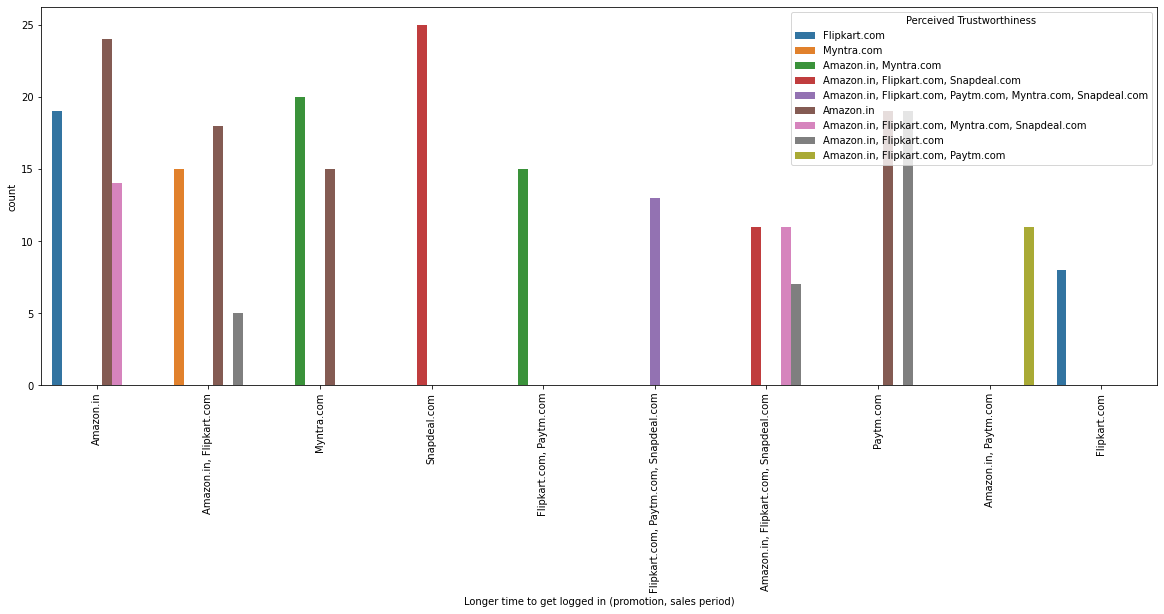 Perceived Trustworthiness
Flipkart.com
Myntra.com
Amazon.in, Myntra.com
Amazon.in, Flipkart.com, Snapdeal.com
Amazon.in, Flipkart.com, Paytm.com, Myntra.com, Snapdeal.com
Amazon.in
Amazon.in, Flipkart.com, Myntra.com, Snapdeal.com
Amazon.in, Flipkart.com
Amazon.in, Flipkart.com, Paytm.com
count
25
20
15
10
5
0
Amazon.in
Amazon.in, Flipkart.com
Myntra.com
Snapdeal.com
Flipkart.com, Paytm.com
Flipkart.com, Paytm.com, Snapdeal.com
Amazon.in, Flipkart.com, Snapdeal.com
Paytm.com
Amazon.in, Paytm.com
Flipkart.com
Longer time to get logged in (promotion, sales period)